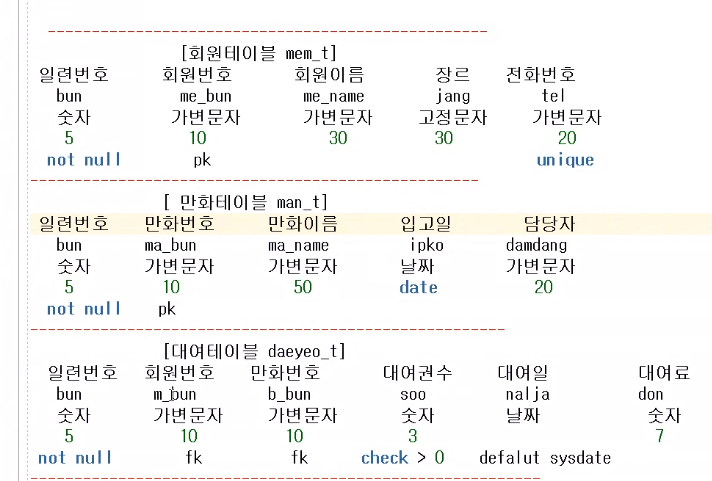 [회원테이블 mem_t]
일련번호 회원번호 회원이름 장르 전화번호
bun me_bun me_name jang tel
숫자 가변문자 가변문자 고정문자 가변문자
5 10 30 30 20
not null pk unique
[ 만화테이블 man_t]
일련번호 만화번호 만화이름 입고일 담당자
bun ma_bun ma_name ipko damdang
숫자 가변문자 가변문자 날짜 가변문자
5 10 50 date 20
not null pk
[대여테이블 daeyeo_t]
일련번호 회원번호 만화번호 대여권수 대여일 대여료
bun m_bun b_bun soo nalja don
숫자 가변문자 가변문자 숫자 날짜 숫자
5 10 10 3 7
not null fk fk check > 0 defalut sysdate